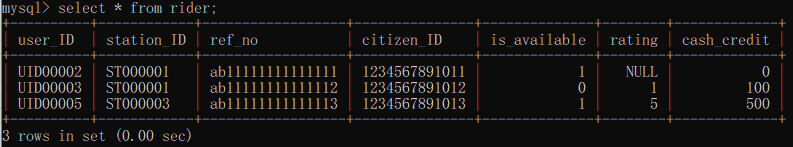 mysql> select * from rider;
user_ID | station_ID | ref_no | citizen_ID | is_available | rating | cash_credit
UID00002 | ST000001 | ab11111111111111 | 1234567891011 | 1 | NULL | 0
UID00003 | ST000001 | ab11111111111112 | 1234567891012 | 0 | 1 | 100
UID00005 | ST000003 | ab11111111111113 | 1234567891013 | 1 | 5 | 500
3 rows in set (0.00 sec)